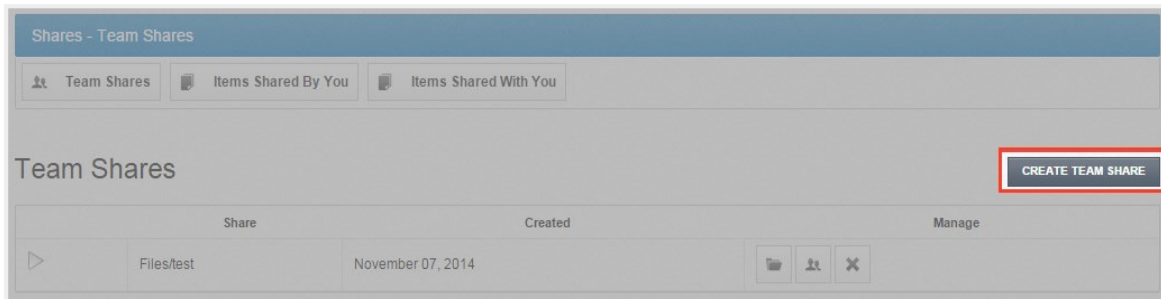 Shares - Team Shares
Team Shares Items Shared By You Items Shared With You
Team Shares
CREATE TEAM SHARE
Share Created Manage
Files/test November 07, 2014